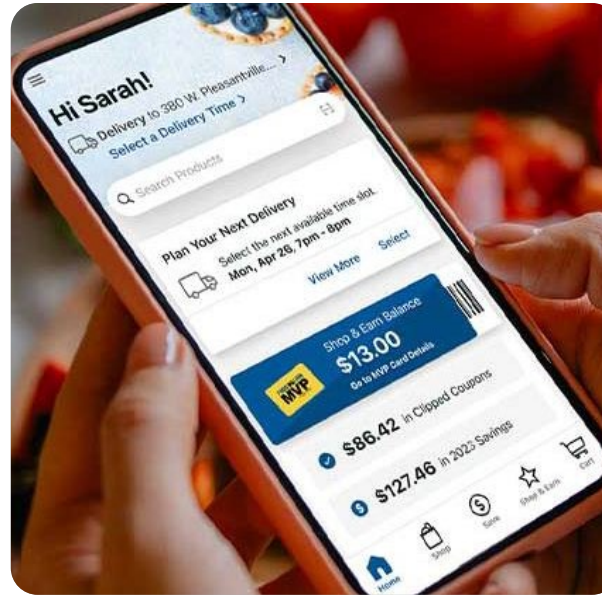 Hi Sarah!
Delivery to 380 W. Pleasantville...
Select a Delivery Time
Search Products
Plan Your Next Delivery
Select the next available time slot.
Mon, Apr 26, 7pm - 8pm
View More Select
Shop & Earn Balance
$13.00
Go to MVP Card Details
MVP
$86.42 in Clipped Coupons
$127.46 in 2023 Savings
Home Shop Save Shop & Earn Cart